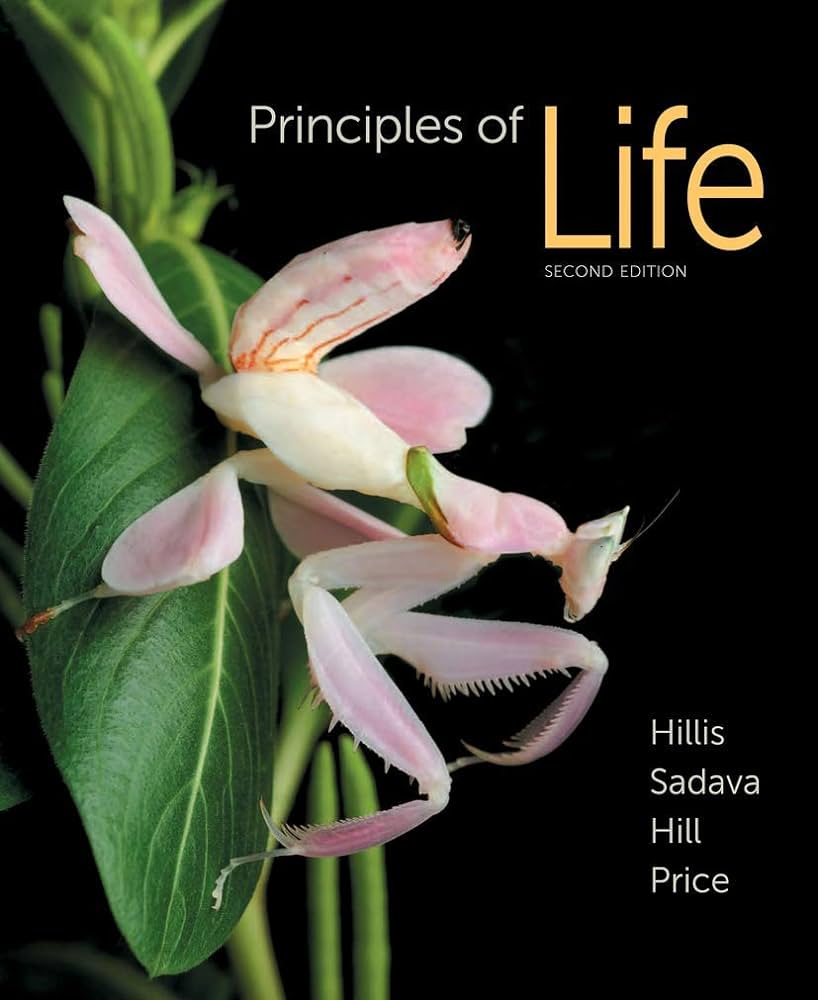 Principles of Life
SECOND EDITION
Hillis
Sadava
Hill
Price